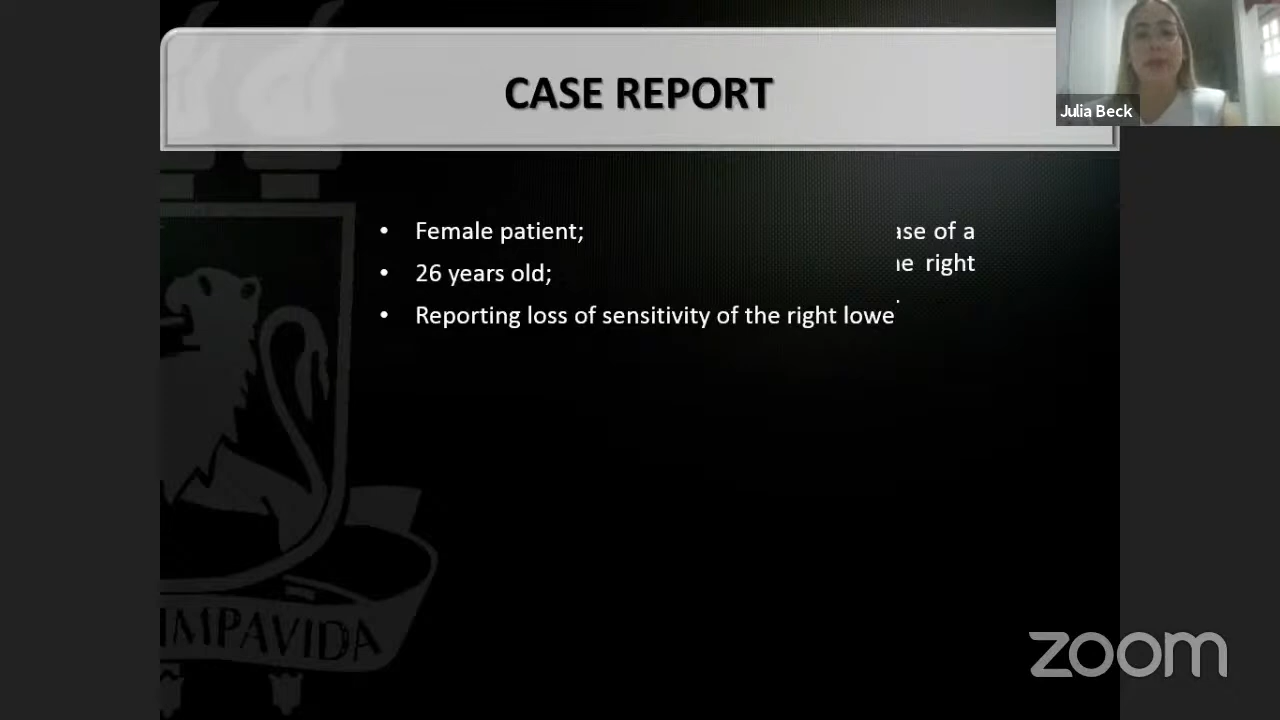 CASE REPORT
Julia Beck
• Female patient;
ase of a
• 26 years old;
he right
• Reporting loss of sensitivity of the right lowe
IMPAVIDA
zoom